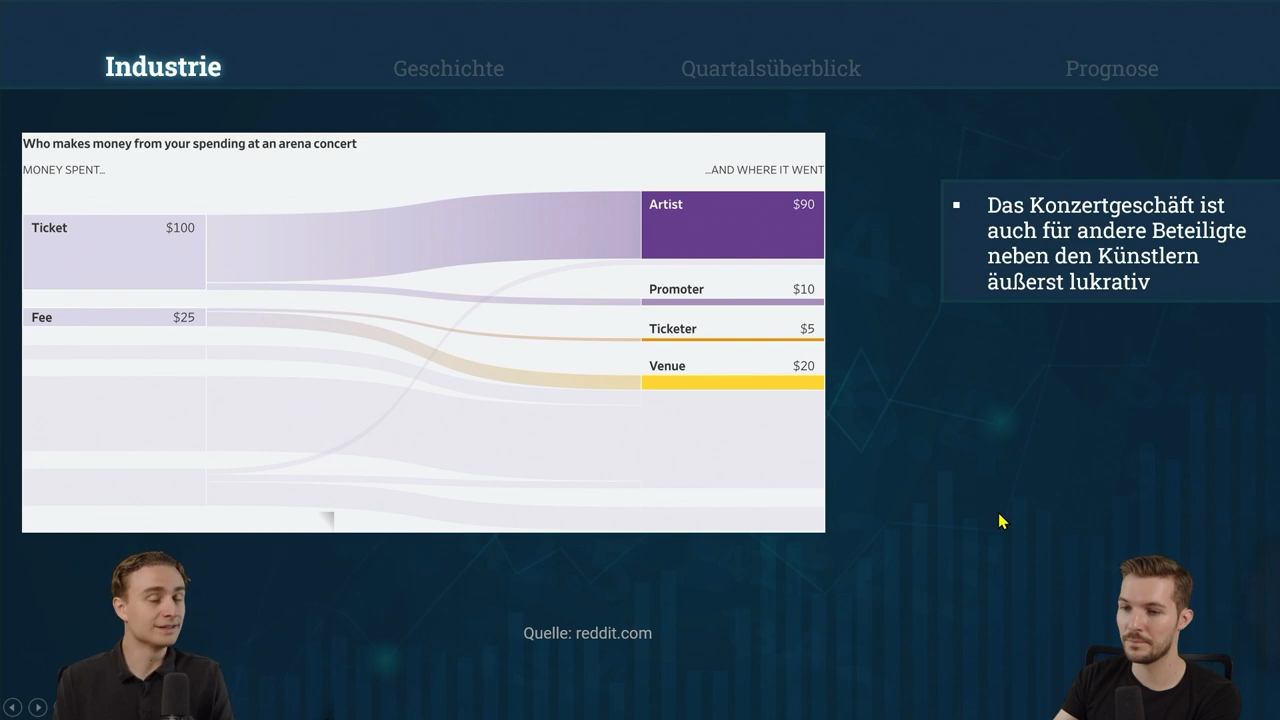 Industrie Geschichte Quartalsüberblick Prognose
Who makes money from your spending at an arena concert
MONEY SPENT... ...AND WHERE IT WENT
Ticket $100
Fee $25
Artist $90
Promoter $10
Ticketer $5
Venue $20
Das Konzertgeschäft ist
auch für andere Beteiligte
neben den Künstlern
äußerst lukrativ
Quelle: reddit.com